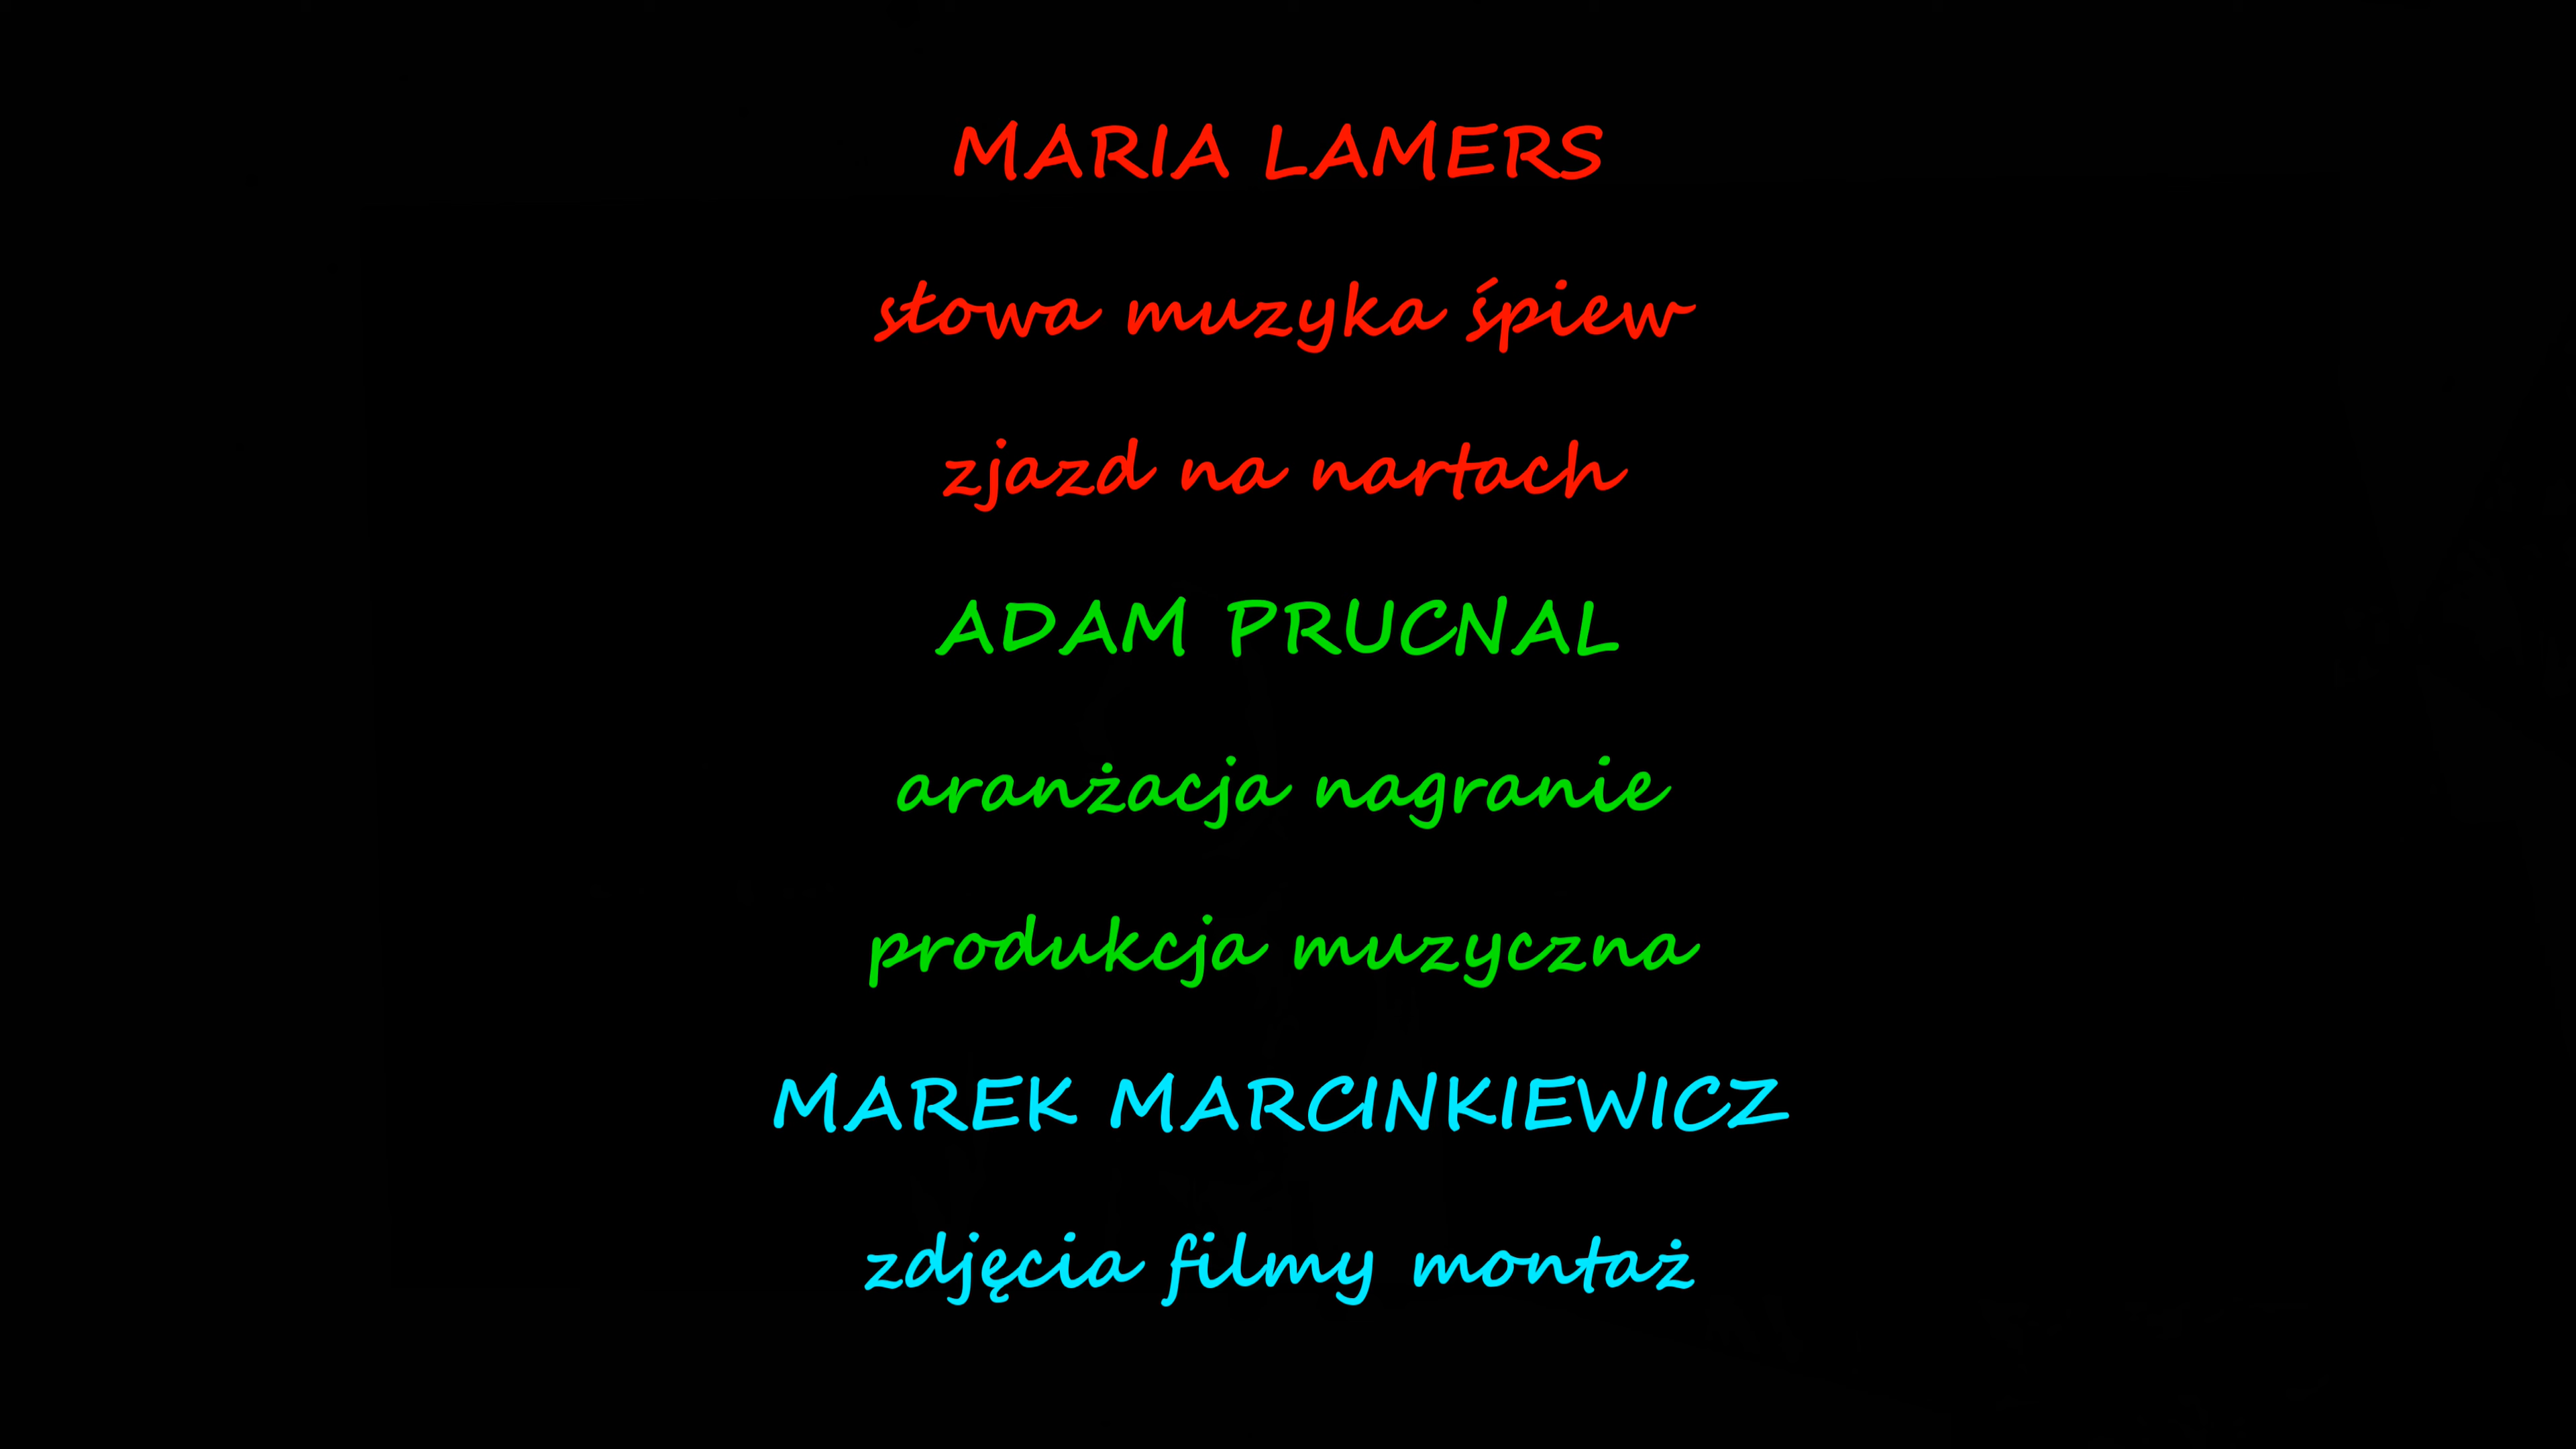 MARIA LAMERS
słowa muzyka śpiew
zjazd na nartach
ADAM PRUCNAL
aranżacja nagranie
produkcja muzyczna
MAREK MARCINKIEWICZ
zdjęcia filmy montaż